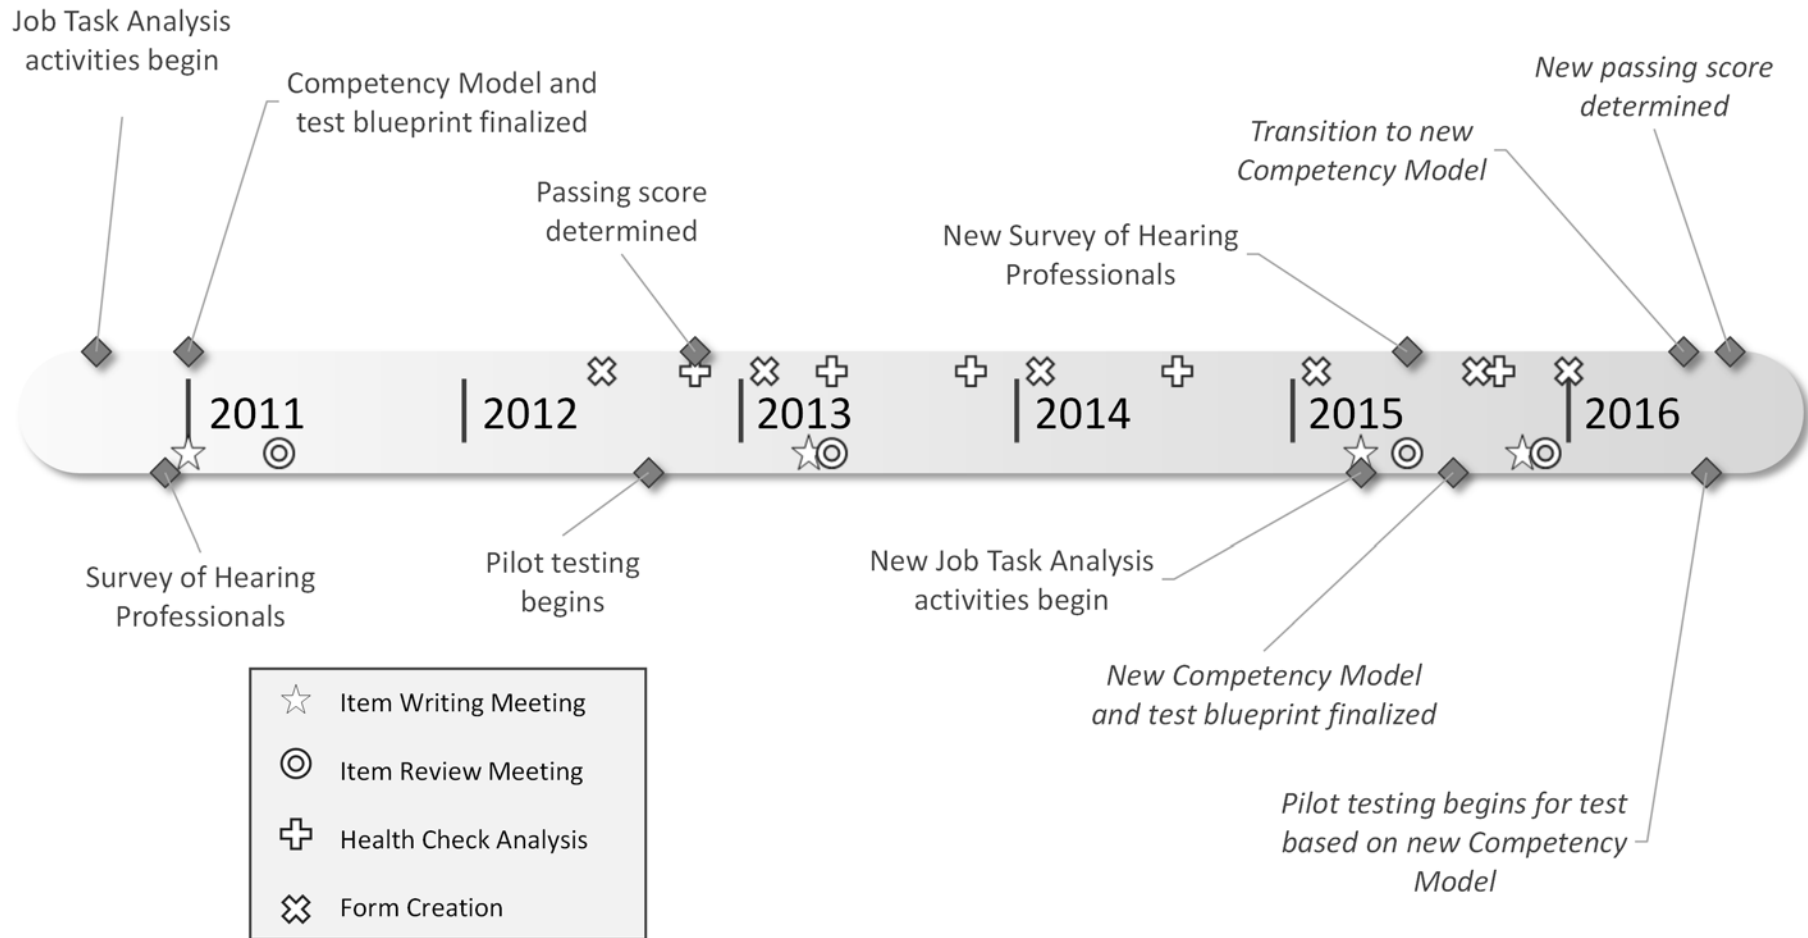 Job Task Analysis
activities begin
Competency Model and
test blueprint finalized
Passing score
determined
New Survey of Hearing
Professionals
Transition to new
Competency Model
New passing score
determined
2011
2012
2013
2014
2015
2016
Survey of Hearing
Professionals
Pilot testing
begins
New Job Task Analysis
activities begin
New Competency Model
and test blueprint finalized
Pilot testing begins for test
based on new Competency
Model
Item Writing Meeting
Item Review Meeting
Health Check Analysis
Form Creation